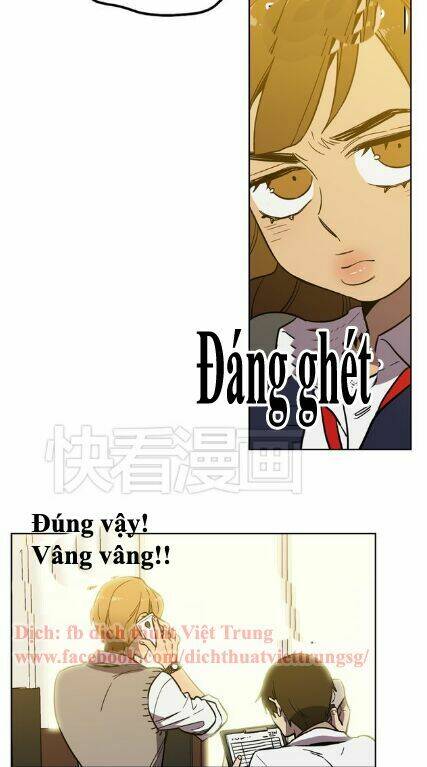 Đáng ghét
快看漫画
Đúng vậy!
Vâng vâng!!
Dịch: fb dịch thuật Việt Trung
www.facebook.com/dichthuatviettrungsg/